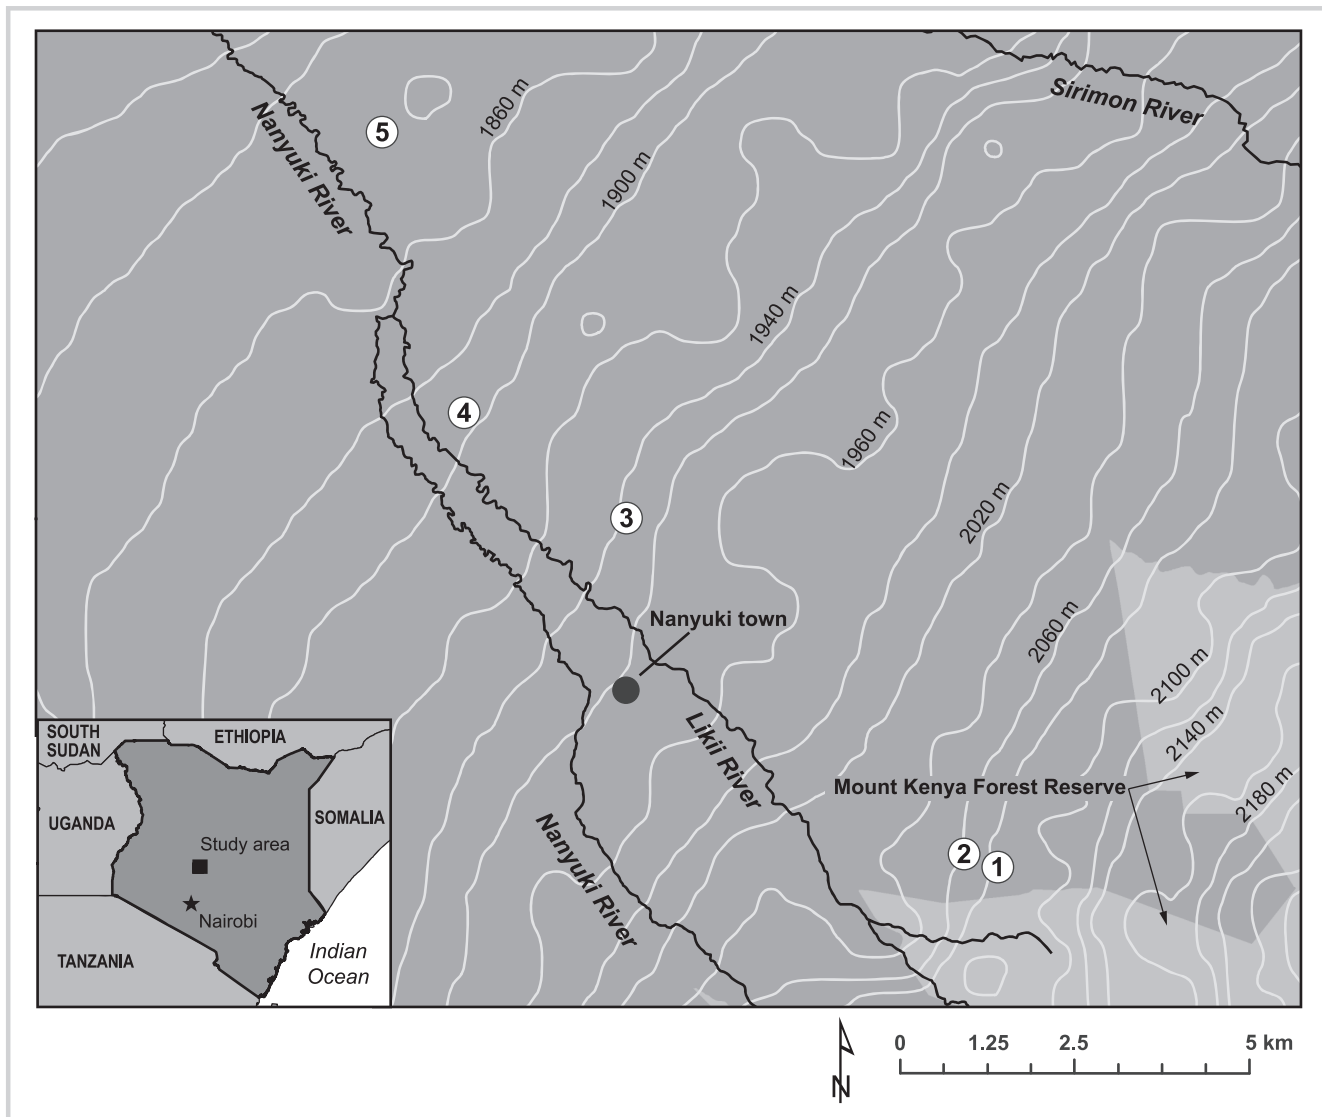 Sirimon River
Nanyuki River
1860 m
5
1900 m
1940 m
4
1960 m
3
2020 m
Nanyuki town
2060 m
2100 m
2140 m
Likii River
Mount Kenya Forest Reserve
2180 m
Nanyuki River
2
1
SOUTH
SUDAN
ETHIOPIA
UGANDA
SOMALIA
Study area
Nairobi
TANZANIA
Indian
Ocean
N
0 1.25 2.5 5 km